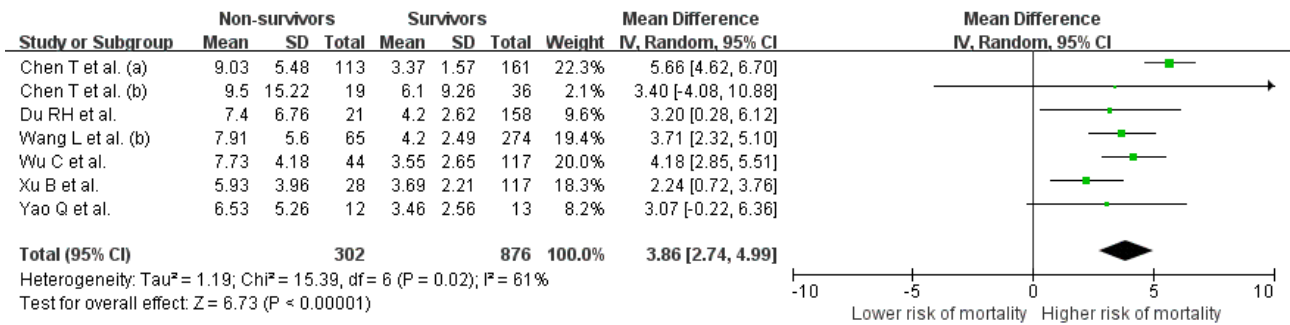 Non-survivors Survivors Mean Difference Mean Difference
Study or Subgroup Mean SD Total Mean SD Total Weight IV, Random, 95% CI IV, Random, 95% CI
Chen T et al. (a) 9.03 5.48 113 3.37 1.57 161 22.3% 5.66 [4.62, 6.70]
Chen T et al. (b) 9.5 15.22 19 6.1 9.26 36 2.1% 3.40 [-4.08, 10.88]
Du RH et al. 7.4 6.76 21 4.2 2.62 158 9.6% 3.20 [0.28, 6.12]
Wang L et al. (b) 7.91 5.6 65 4.2 2.49 274 19.4% 3.71 [2.32, 5.10]
Wu C et al. 7.73 4.18 44 3.55 2.65 117 20.0% 4.18 [2.85, 5.51]
Xu B et al. 5.93 3.96 28 3.69 2.21 117 18.3% 2.24 [0.72, 3.76]
Yao Q et al. 6.53 5.26 12 3.46 2.56 13 8.2% 3.07 [-0.22, 6.36]
Total (95% CI) 302 876 100.0% 3.86 [2.74, 4.99]
Heterogeneity: Tau² = 1.19; Chi² = 15.39, df = 6 (P = 0.02); I² = 61%
Test for overall effect: Z = 6.73 (P < 0.00001)
-10 -5 0 5 10
Lower risk of mortality Higher risk of mortality